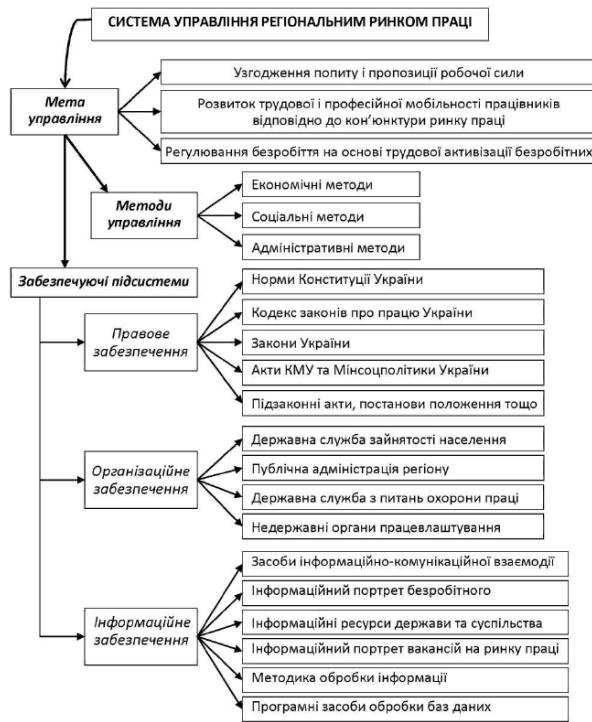 СИСТЕМА УПРАВЛІННЯ РЕГІОНАЛЬНИМ РИНКОМ ПРАЦІ
Мета
управління
Узгодження попиту і пропозиції робочої сили
Розвиток трудової і професійної мобільності працівників
відповідно до кон’юнктури ринку праці
Регулювання безробіття на основі трудової активізації безробітних
Методи
управління
Економічні методи
Соціальні методи
Адміністративні методи
Забезпечуючі підсистеми
Правове
забезпечення
Норми Конституції України
Кодекс законів про працю України
Закони України
Акти КМУ та Мінсоцполітики України
Підзаконні акти, постанови положення тощо
Організаційне
забезпечення
Державна служба зайнятості населення
Публічна адміністрація регіону
Державна служба з питань охорони праці
Недержавні органи працевлаштування
Інформаційне
забезпечення
Засоби інформаційно-комунікаційної взаємодії
Інформаційний портрет безробітного
Інформаційні ресурси держави та суспільства
Інформаційний портрет вакансій на ринку праці
Методика обробки інформації
Програмні засоби обробки баз даних